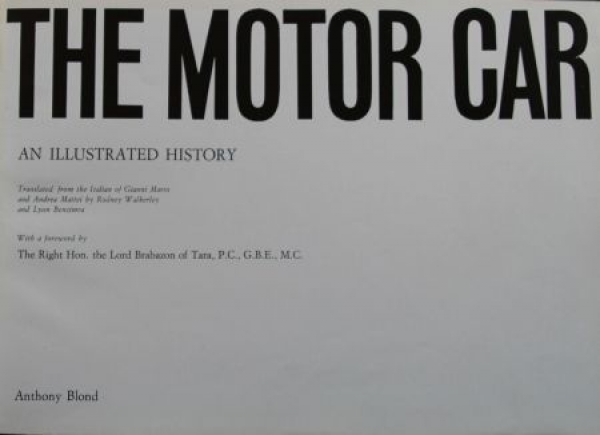 THE MOTOR CAR
AN ILLUSTRATED HISTORY
Translated from the Italian of Gianni Marin
and Andrea Mattei by Rodney Walkerley
and Lyon Benzimra
With a foreword by
The Right Hon. the Lord Brabazon of Tara, P.C., G.B.E., M.C.
Anthony Blond